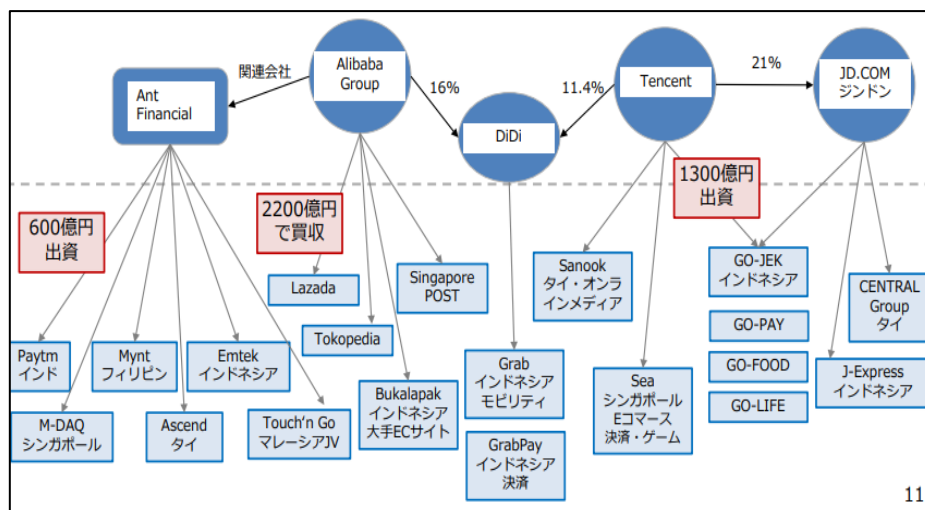 関連会社
Ant
Financial
Alibaba
Group
16%
DiDi
11.4%
Tencent
21%
JD.COM
ジンドン
600億円
出資
2200億円
で買収
1300億円
出資
Lazada
Singapore
POST
Sanook
タイ・オンラ
インメディア
GO-JEK
インドネシア
CENTRAL
Group
タイ
Paytm
インド
Mynt
フィリピン
Emtek
インドネシア
Tokopedia
GO-PAY
M-DAQ
シンガポール
Ascend
タイ
Touch'n Go
マレーシアJV
Bukalapak
インドネシア
大手ECサイト
Grab
インドネシア
モビリティ
Sea
シンガポール
Eコマース
決済・ゲーム
GO-FOOD
GO-LIFE
J-Express
インドネシア
GrabPay
インドネシア
決済
11